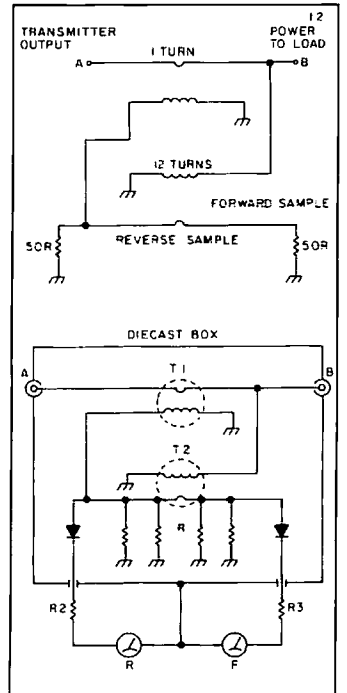 12
TRANSMITTER OUTPUT
POWER TO LOAD
A
1 TURN
B
12 TURNS
FORWARD SAMPLE
50R
REVERSE SAMPLE
50R
DIECAST BOX
A
T1
B
T2
R
R2
R3
R
F